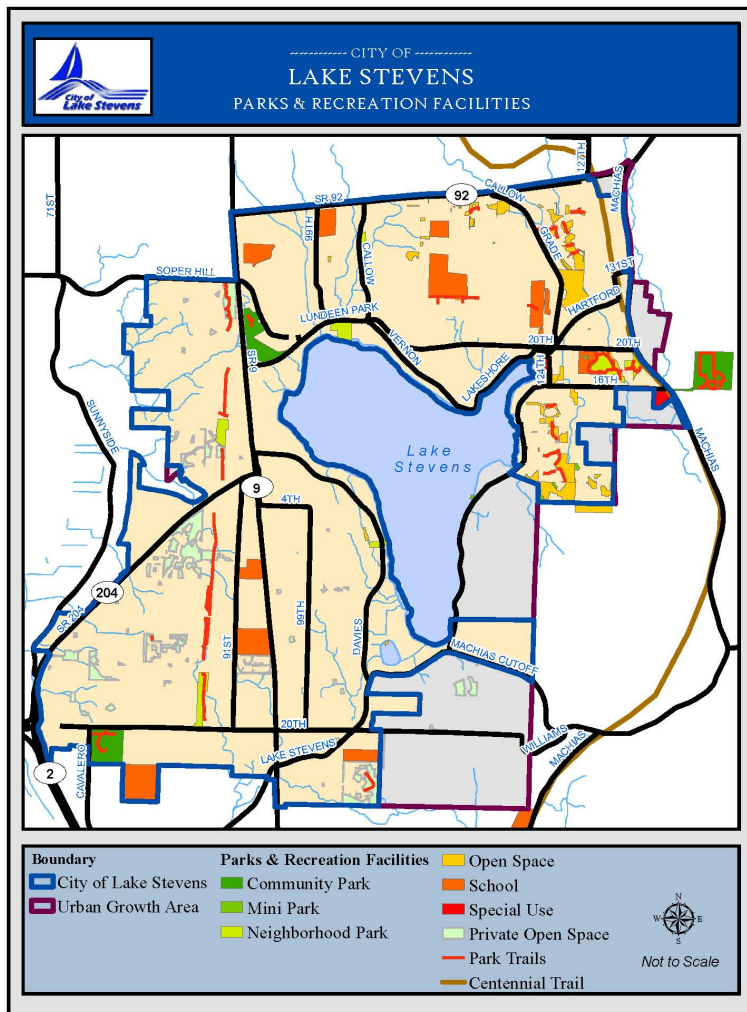 City of
Lake Stevens
------------ CITY OF ------------
LAKE STEVENS
PARKS & RECREATION FACILITIES
71ST
127TH
SR 92
92
CALLOW
MACHIAS
99TH
CALLOW
GRADE
SOPER HILL
131ST
HARTFORD
LUNDEEN PARK
VERNON
20TH
20TH
SR 9
LAKESHORE
124TH
16TH
SUNNYSIDE
Lake
Stevens
MACHIAS
9
4TH
204
SR 204
91ST
99TH
DAVIES
MACHIAS CUTOFF
20TH
LAKE STEVENS
WILLIAMS
MACHIAS
2
CAVALERO
Boundary
City of Lake Stevens
Urban Growth Area
Parks & Recreation Facilities
Community Park
Mini Park
Neighborhood Park
Open Space
School
Special Use
Private Open Space
Park Trails
Centennial Trail
N
W
E
S
Not to Scale